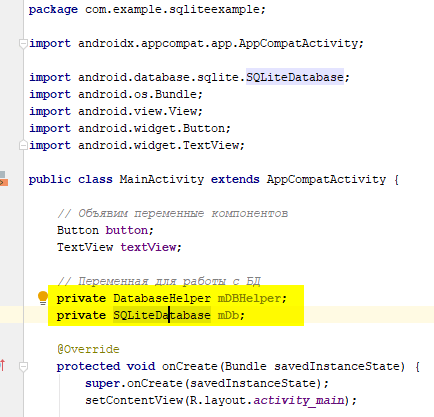 package com.example.sqliteexample;
import androidx.appcompat.app.AppCompatActivity;
import android.database.sqlite.SQLiteDatabase;
import android.os.Bundle;
import android.view.View;
import android.widget.Button;
import android.widget.TextView;
public class MainActivity extends AppCompatActivity {
// Объявим переменные компонентов
Button button;
TextView textView;
// Переменная для работы с БД
private DatabaseHelper mDBHelper;
private SQLiteDatabase mDb;
@Override
protected void onCreate(Bundle savedInstanceState) {
super.onCreate(savedInstanceState);
setContentView(R.layout.activity_main);